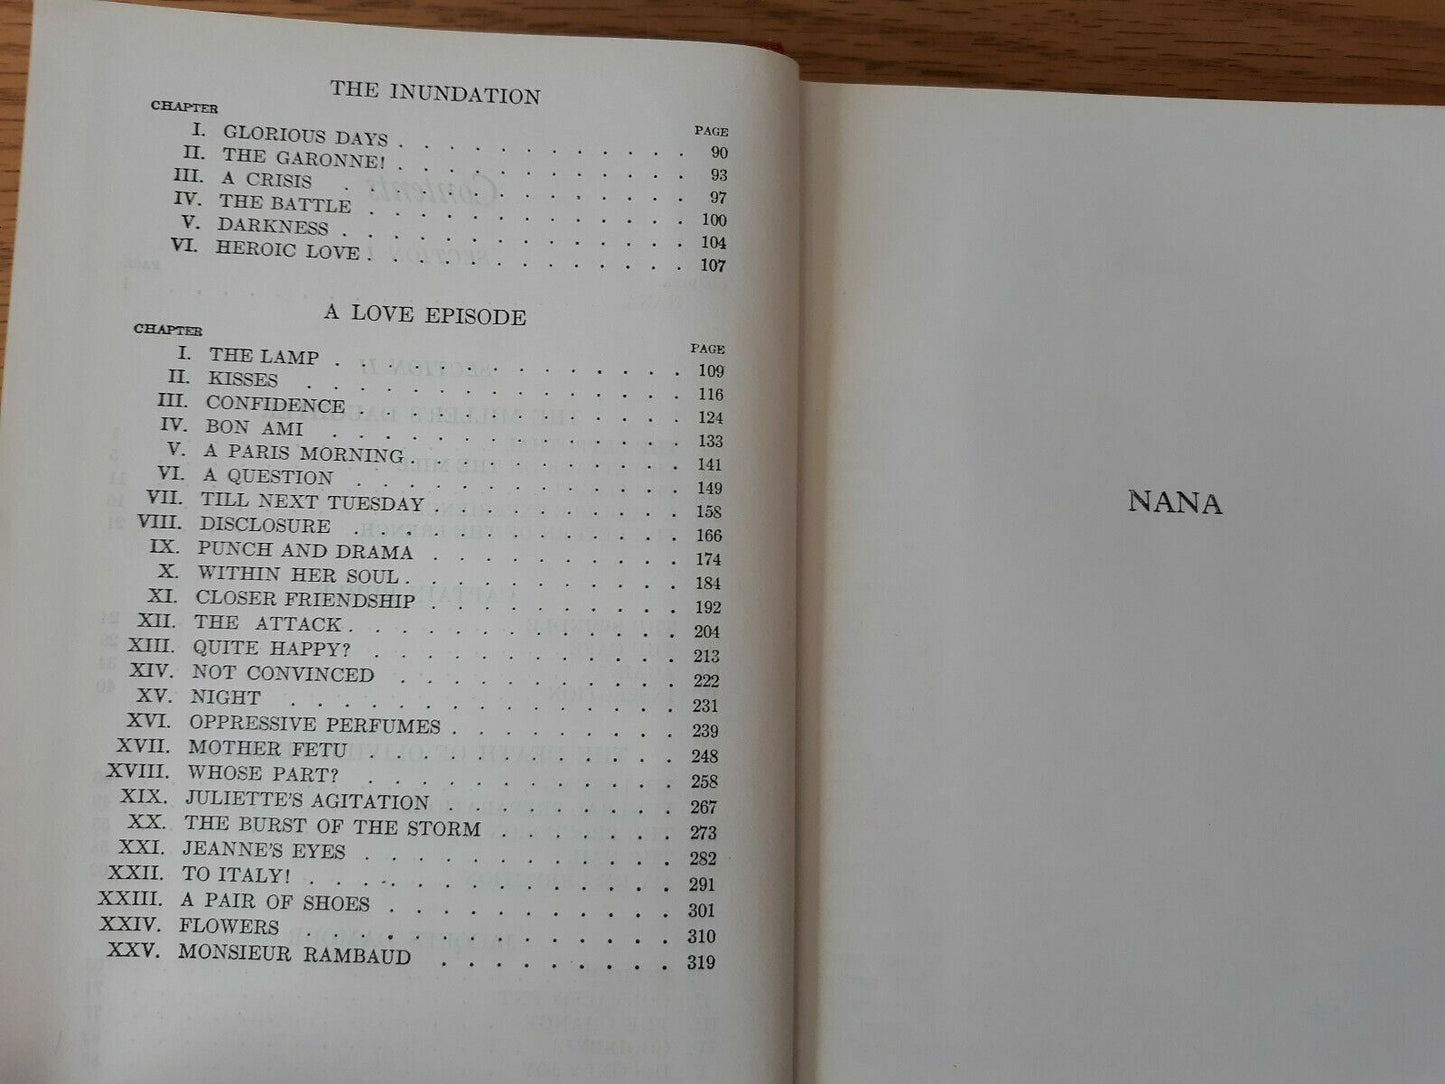 THE INUNDATION
CHAPTER PAGE
I. GLORIOUS DAYS . . . . . . . . . . . . 90
II. THE GARONNE! . . . . . . . . . . . . 93
III. A CRISIS . . . . . . . . . . . . . . 97
IV. THE BATTLE . . . . . . . . . . . . . 100
V. DARKNESS . . . . . . . . . . . . . . 104
VI. HEROIC LOVE . . . . . . . . . . . . . 107
A LOVE EPISODE
CHAPTER PAGE
I. THE LAMP . . . . . . . . . . . . . . 109
II. KISSES . . . . . . . . . . . . . . . 116
III. CONFIDENCE . . . . . . . . . . . . . 124
IV. BON AMI . . . . . . . . . . . . . . 133
V. A PARIS MORNING . . . . . . . . . . . 141
VI. A QUESTION . . . . . . . . . . . . . 149
VII. TILL NEXT TUESDAY . . . . . . . . . . 158
VIII. DISCLOSURE . . . . . . . . . . . . . 166
IX. PUNCH AND DRAMA . . . . . . . . . . 174
X. WITHIN HER SOUL . . . . . . . . . . . 184
XI. CLOSER FRIENDSHIP . . . . . . . . . . 192
XII. THE ATTACK . . . . . . . . . . . . . 204
XIII. QUITE HAPPY? . . . . . . . . . . . . 213
XIV. NOT CONVINCED . . . . . . . . . . . 222
XV. NIGHT . . . . . . . . . . . . . . . 231
XVI. OPPRESSIVE PERFUMES . . . . . . . . . 239
XVII. MOTHER FETU . . . . . . . . . . . . 248
XVIII. WHOSE PART? . . . . . . . . . . . . 258
XIX. JULIETTE'S AGITATION . . . . . . . . . 267
XX. THE BURST OF THE STORM . . . . . . . 273
XXI. JEANNE'S EYES . . . . . . . . . . . . 282
XXII. TO ITALY! . . . . . . . . . . . . . . 291
XXIII. A PAIR OF SHOES . . . . . . . . . . . 301
XXIV. FLOWERS . . . . . . . . . . . . . . 310
XXV. MONSIEUR RAMBAUD . . . . . . . . . 319
NANA